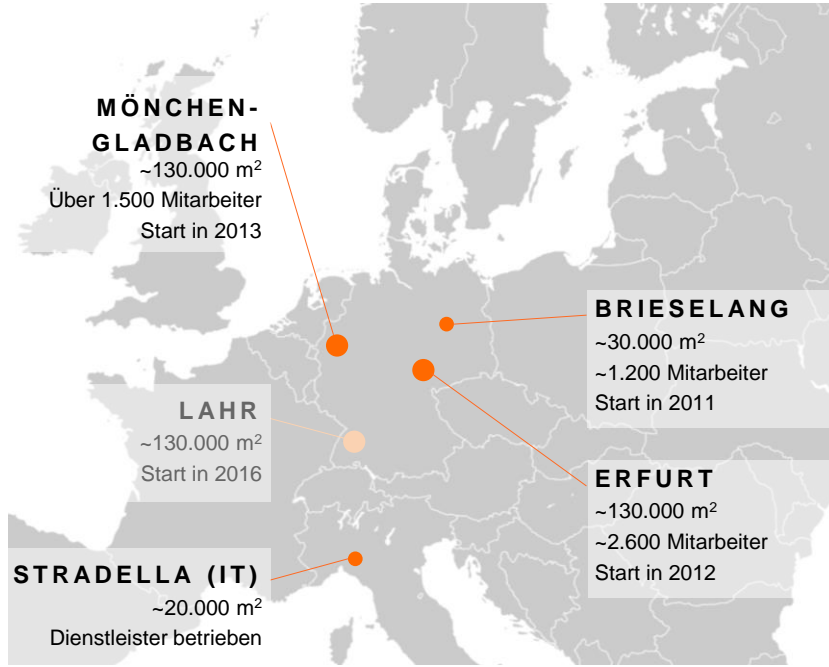 MÖNCHEN-
GLADBACH
~130.000 m²
Über 1.500 Mitarbeiter
Start in 2013
BRIESELANG
~30.000 m²
~1.200 Mitarbeiter
Start in 2011
LAHR
~130.000 m²
Start in 2016
ERFURT
~130.000 m²
~2.600 Mitarbeiter
Start in 2012
STRADELLA (IT)
~20.000 m²
Dienstleister betrieben